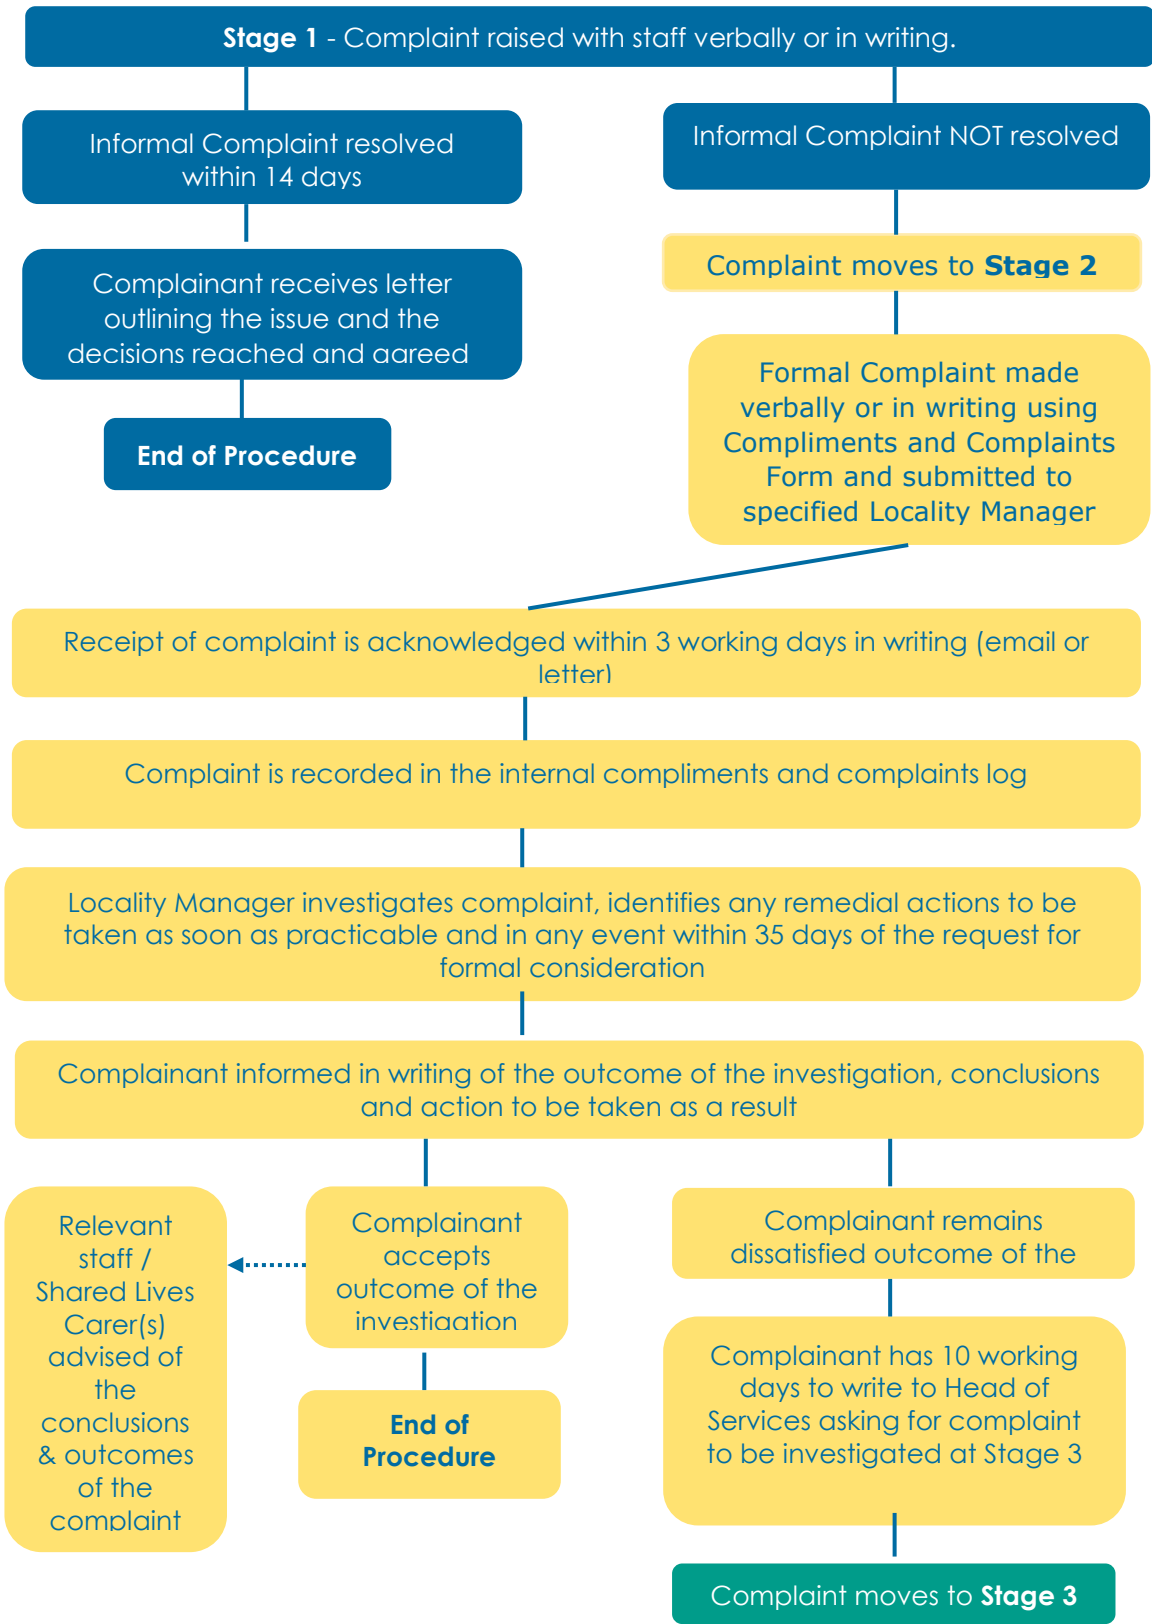 Stage 1 - Complaint raised with staff verbally or in writing.
Informal Complaint resolved
within 14 days
Informal Complaint NOT resolved
Complainant receives letter
outlining the issue and the
decisions reached and agreed
End of Procedure
Complaint moves to Stage 2
Formal Complaint made
verbally or in writing using
Compliments and Complaints
Form and submitted to
specified Locality Manager
Receipt of complaint is acknowledged within 3 working days in writing (email or
letter)
Complaint is recorded in the internal compliments and complaints log
Locality Manager investigates complaint, identifies any remedial actions to be
taken as soon as practicable and in any event within 35 days of the request for
formal consideration
Complainant informed in writing of the outcome of the investigation, conclusions
and action to be taken as a result
Relevant
staff /
Shared Lives
Carer(s)
advised of
the
conclusions
& outcomes
of the
complaint
Complainant
accepts
outcome of the
investigation
End of
Procedure
Complainant remains
dissatisfied outcome of the
Complainant has 10 working
days to write to Head of
Services asking for complaint
to be investigated at Stage 3
Complaint moves to Stage 3